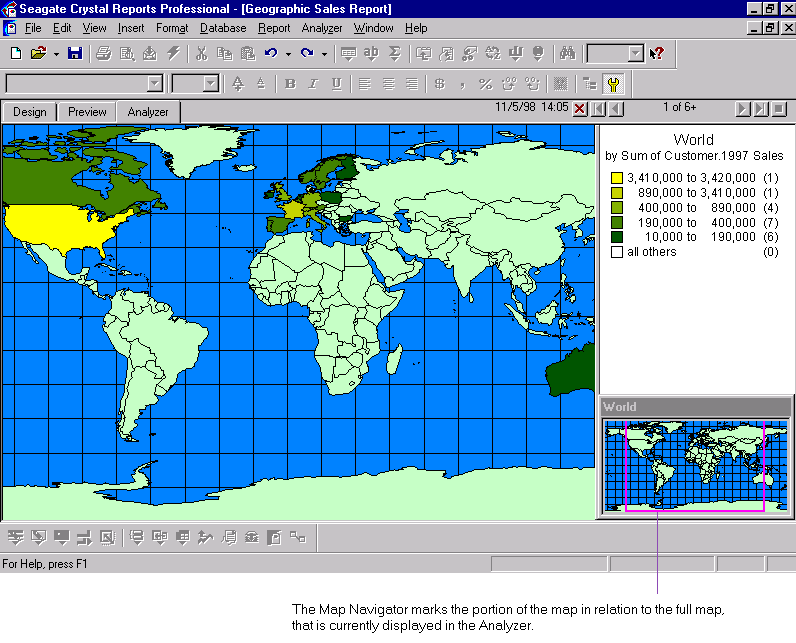 Seagate Crystal Reports Professional - [Geographic Sales Report]
File Edit View Insert Format Database Report Analyzer Window Help
B I U $ , %
Design Preview Analyzer 11/5/98 14:05 1 of 6+
World
by Sum of Customer.1997 Sales
3,410,000 to 3,420,000 (1)
890,000 to 3,410,000 (1)
400,000 to 890,000 (4)
190,000 to 400,000 (7)
10,000 to 190,000 (6)
all others (0)
World
For Help, press F1
The Map Navigator marks the portion of the map in relation to the full map,
that is currently displayed in the Analyzer.